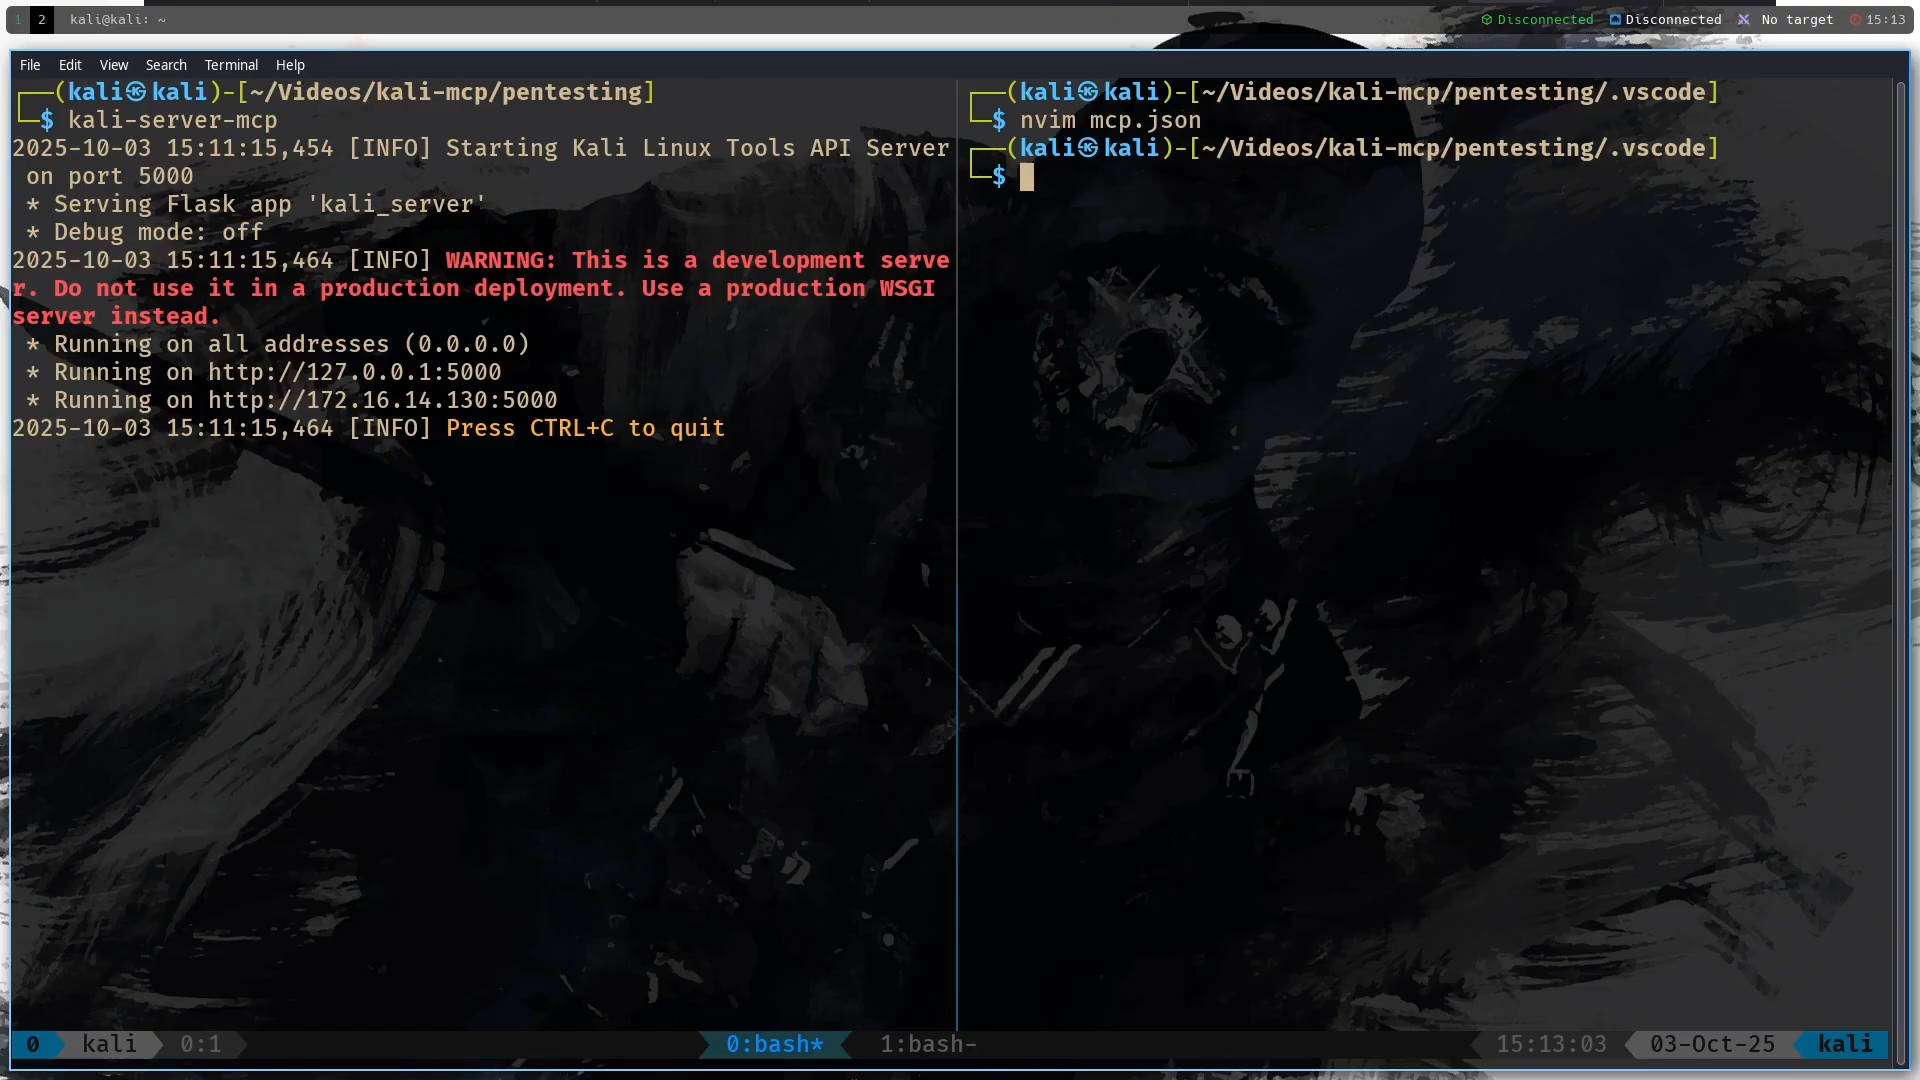 1 2 kali@kali: ~ Disconnected Disconnected No target 15:13
File Edit View Search Terminal Help
┌──(kali㉿kali)-[~/Videos/kali-mcp/pentesting]
└─$ kali-server-mcp
2025-10-03 15:11:15,454 [INFO] Starting Kali Linux Tools API Server
 on port 5000
 * Serving Flask app 'kali_server'
 * Debug mode: off
2025-10-03 15:11:15,464 [INFO] WARNING: This is a development serve
r. Do not use it in a production deployment. Use a production WSGI
server instead.
 * Running on all addresses (0.0.0.0)
 * Running on http://127.0.0.1:5000
 * Running on http://172.16.14.130:5000
2025-10-03 15:11:15,464 [INFO] Press CTRL+C to quit
┌──(kali㉿kali)-[~/Videos/kali-mcp/pentesting/.vscode]
└─$ nvim mcp.json
┌──(kali㉿kali)-[~/Videos/kali-mcp/pentesting/.vscode]
└─$
0 kali 0:1 0:bash* 1:bash- 15:13:03 03-Oct-25 kali